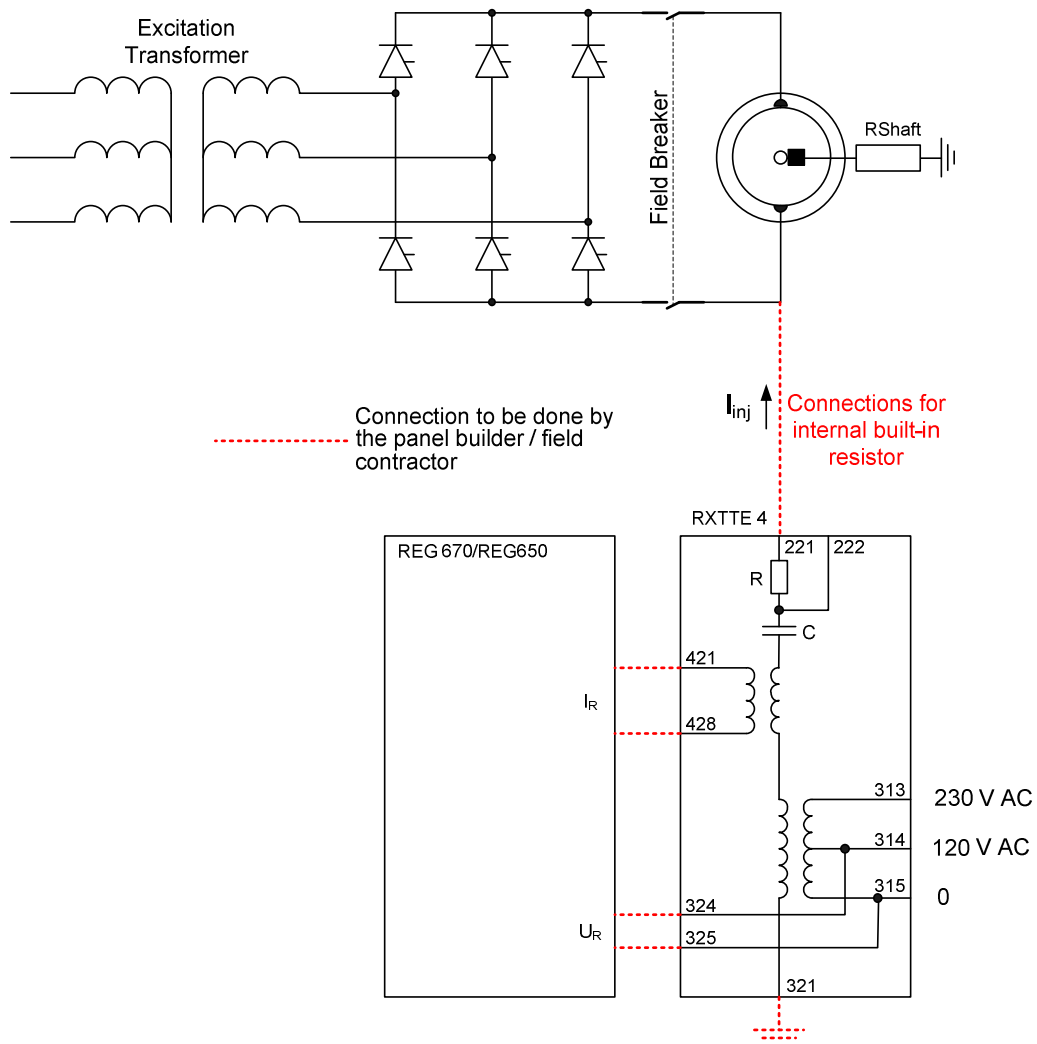 Excitation
Transformer
Field Breaker
RShaft
Iinj
Connections for
internal built-in
resistor
Connection to be done by
the panel builder / field
contractor
RXTTE 4
REG 670/REG650
221
222
R
C
421
IR
428
313
230 V AC
314
120 V AC
315
0
324
UR
325
321